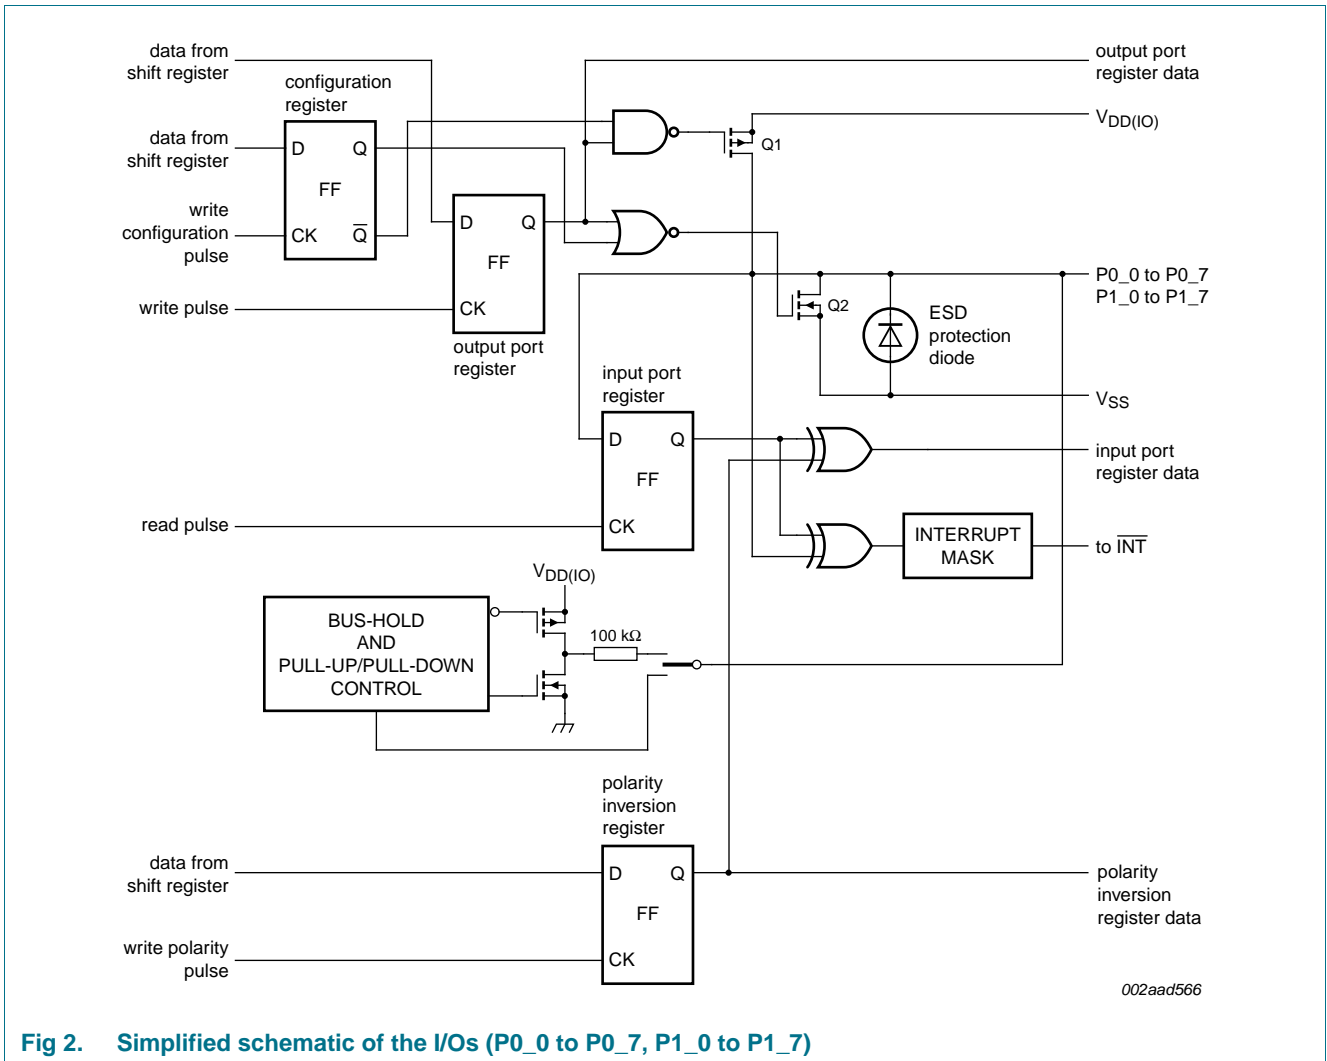 data from
shift register
configuration
register
data from
shift register
D
Q
FF
write
configuration
pulse
CK
Q̅
D
Q
FF
CK
write pulse
output port
register
output port
register data
VDD(IO)
Q1
P0_0 to P0_7
P1_0 to P1_7
Q2
ESD
protection
diode
VSS
input port
register
D
Q
FF
CK
read pulse
input port
register data
INTERRUPT
MASK
to I̅N̅T̅
VDD(IO)
BUS-HOLD
AND
PULL-UP/PULL-DOWN
CONTROL
100 kΩ
polarity
inversion
register
data from
shift register
D
Q
FF
CK
write polarity
pulse
polarity
inversion
register data
002aad566
Fig 2. Simplified schematic of the I/Os (P0_0 to P0_7, P1_0 to P1_7)